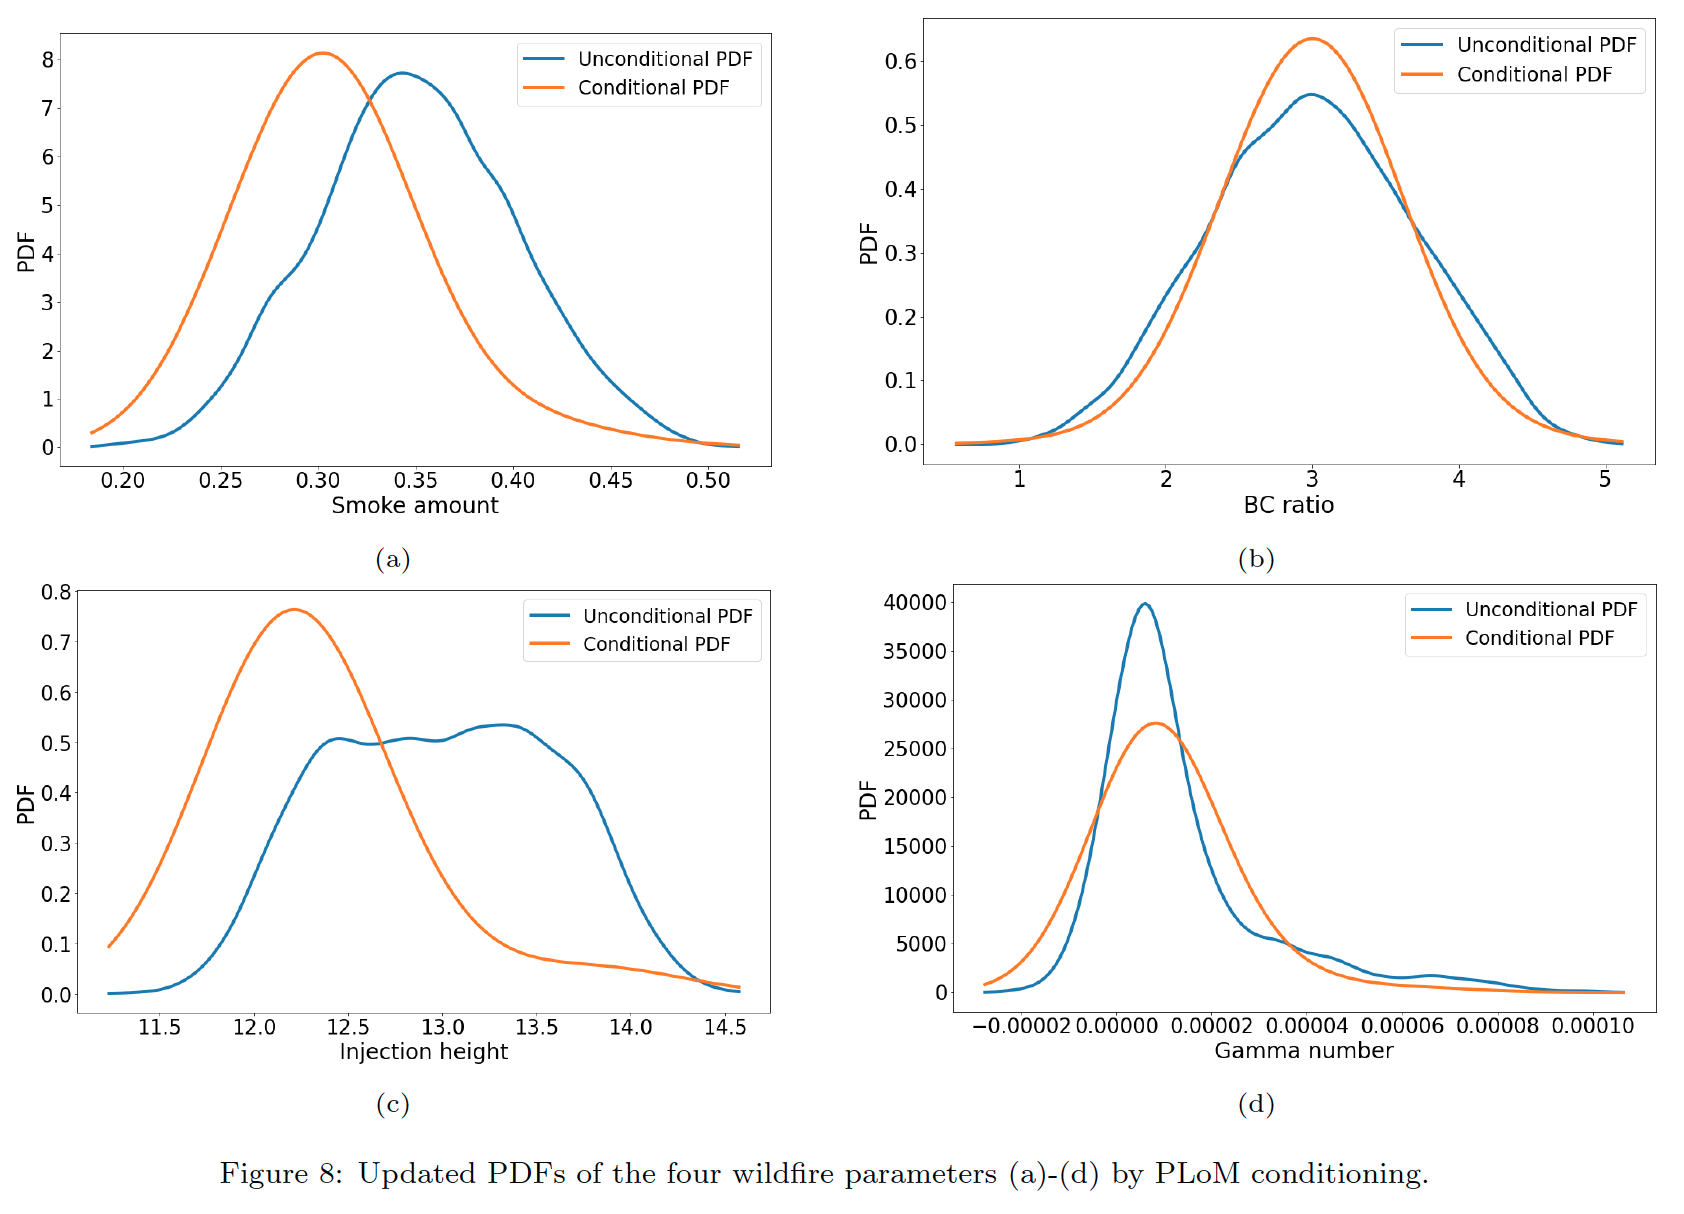 Unconditional PDF
Conditional PDF
PDF
8
7
6
5
4
3
2
1
0
0.20 0.25 0.30 0.35 0.40 0.45 0.50
Smoke amount
(a)
Unconditional PDF
Conditional PDF
PDF
0.6
0.5
0.4
0.3
0.2
0.1
0.0
1 2 3 4 5
BC ratio
(b)
Unconditional PDF
Conditional PDF
PDF
0.8
0.7
0.6
0.5
0.4
0.3
0.2
0.1
0.0
11.5 12.0 12.5 13.0 13.5 14.0 14.5
Injection height
(c)
Unconditional PDF
Conditional PDF
PDF
40000
35000
30000
25000
20000
15000
10000
5000
0
−0.00002 0.00000 0.00002 0.00004 0.00006 0.00008 0.00010
Gamma number
(d)
Figure 8: Updated PDFs of the four wildfire parameters (a)-(d) by PLoM conditioning.